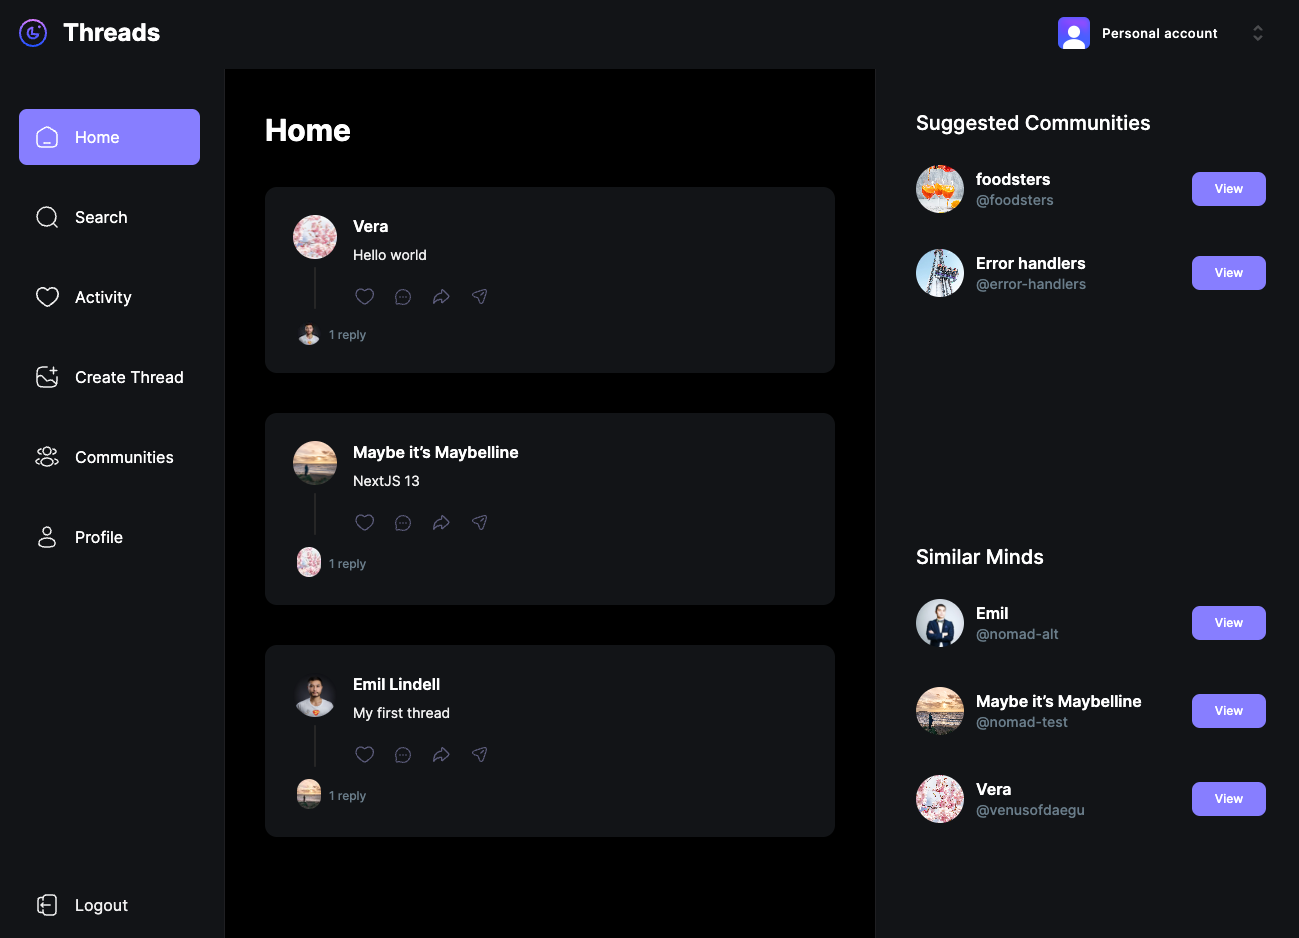 Threads
Personal account
Home
Search
Activity
Create Thread
Communities
Profile
Logout
Home
Vera
Hello world
1 reply
Maybe it's Maybelline
NextJS 13
1 reply
Emil Lindell
My first thread
1 reply
Suggested Communities
foodsters
@foodsters
View
Error handlers
@error-handlers
View
Similar Minds
Emil
@nomad-alt
View
Maybe it's Maybelline
@nomad-test
View
Vera
@venusofdaegu
View